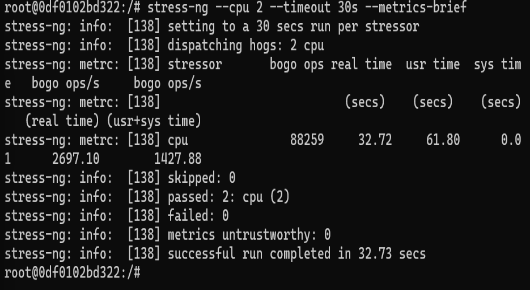 root@0df0102bd322:/# stress-ng --cpu 2 --timeout 30s --metrics-brief
stress-ng: info:  [138] setting to a 30 secs run per stressor
stress-ng: info:  [138] dispatching hogs: 2 cpu
stress-ng: metrc: [138] stressor       bogo ops real time  usr time  sys tim
e   bogo ops/s     bogo ops/s
stress-ng: metrc: [138]                           (secs)    (secs)    (secs)
   (real time) (usr+sys time)
stress-ng: metrc: [138] cpu               88259     32.72     61.80      0.0
1      2697.10        1427.88
stress-ng: info:  [138] skipped: 0
stress-ng: info:  [138] passed: 2: cpu (2)
stress-ng: info:  [138] failed: 0
stress-ng: info:  [138] metrics untrustworthy: 0
stress-ng: info:  [138] successful run completed in 32.73 secs
root@0df0102bd322:/#